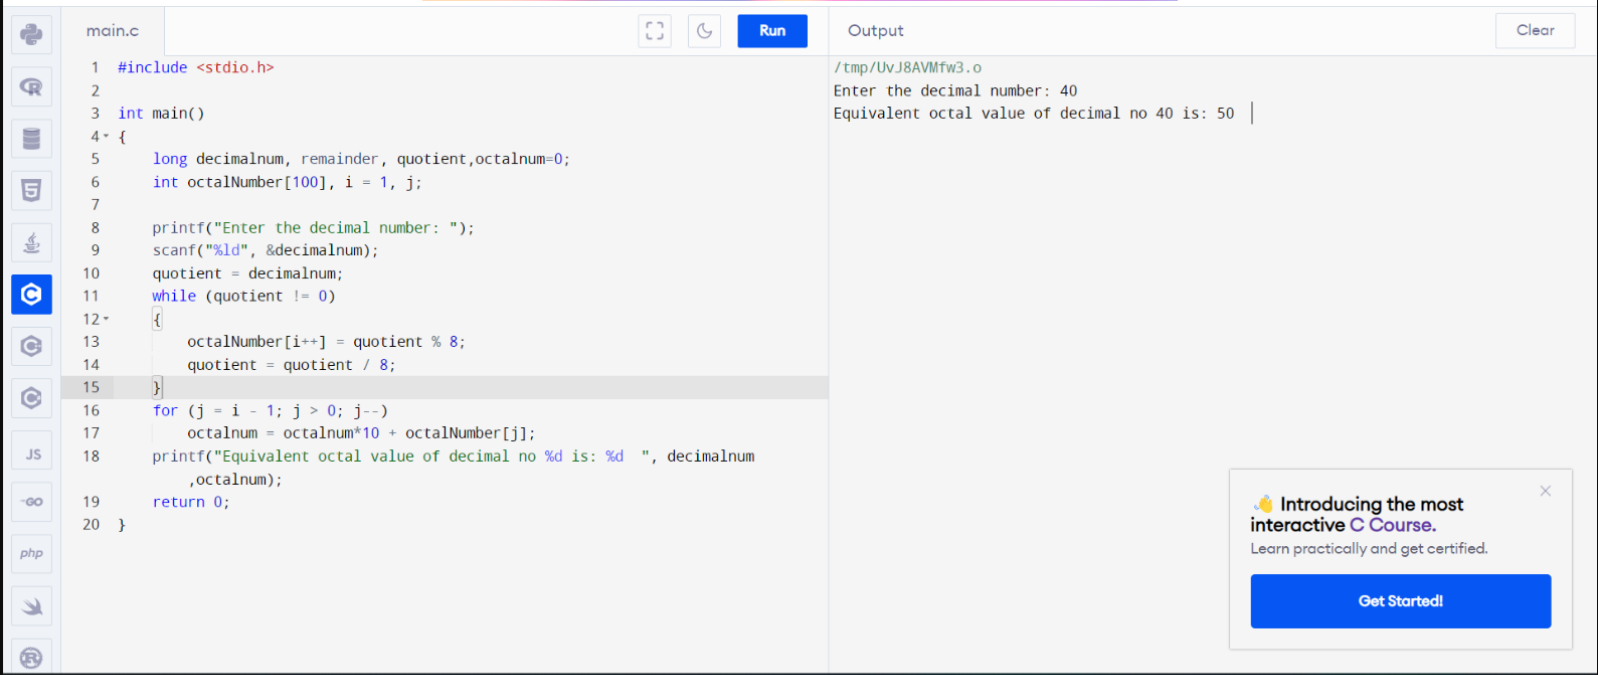 main.c
Run
Output
Clear
1 #include <stdio.h>
2
3 int main()
4 {
5 long decimalnum, remainder, quotient,octalnum=0;
6 int octalNumber[100], i = 1, j;
7
8 printf("Enter the decimal number: ");
9 scanf("%ld", &decimalnum);
10 quotient = decimalnum;
11 while (quotient != 0)
12 {
13 octalNumber[i++] = quotient % 8;
14 quotient = quotient / 8;
15 }
16 for (j = i - 1; j > 0; j--)
17 octalnum = octalnum*10 + octalNumber[j];
18 printf("Equivalent octal value of decimal no %d is: %d  ", decimalnum
,octalnum);
19 return 0;
20 }
/tmp/UvJ8AVMfw3.o
Enter the decimal number: 40
Equivalent octal value of decimal no 40 is: 50
👋 Introducing the most
interactive C Course.
Learn practically and get certified.
Get Started!
R
5
C
C
C
JS
GO
php
R